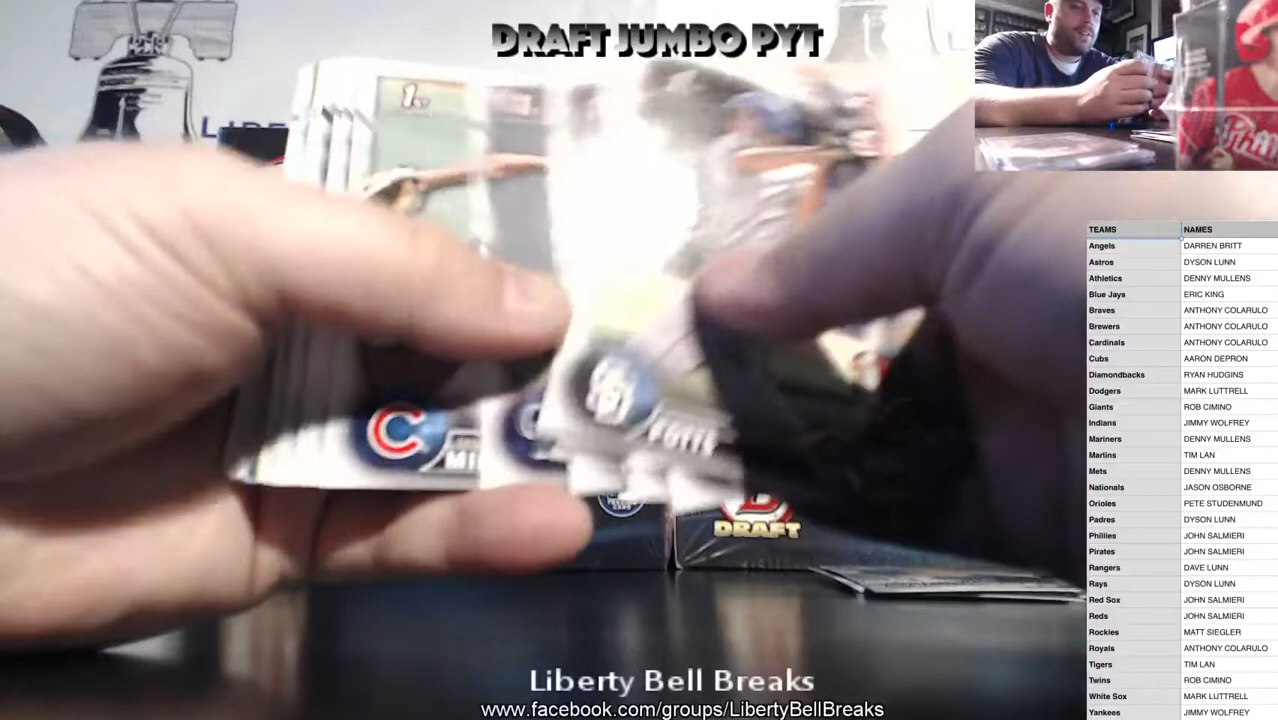 DRAFT JUMBO PYT
1st
C
MI
DRAFT
TEAMS NAMES
Angels DARREN BRITT
Astros DYSON LUNN
Athletics DENNY MULLENS
Blue Jays ERIC KING
Braves ANTHONY COLARULO
Brewers ANTHONY COLARULO
Cardinals ANTHONY COLARULO
Cubs AARON DEPRON
Diamondbacks RYAN HUDGINS
Dodgers MARK LUTTRELL
Giants ROB CIMINO
Indians JIMMY WOLFREY
Mariners DENNY MULLENS
Marlins TIM LAN
Mets DENNY MULLENS
Nationals JASON OSBORNE
Orioles PETE STUDENMUND
Padres DYSON LUNN
Phillies JOHN SALMIERI
Pirates JOHN SALMIERI
Rangers DAVE LUNN
Rays DYSON LUNN
Red Sox JOHN SALMIERI
Reds JOHN SALMIERI
Rockies MATT SIEGLER
Royals ANTHONY COLARULO
Tigers TIM LAN
Twins ROB CIMINO
White Sox MARK LUTTRELL
Yankees JIMMY WOLFREY
Liberty Bell Breaks
www.facebook.com/groups/LibertyBellBreaks